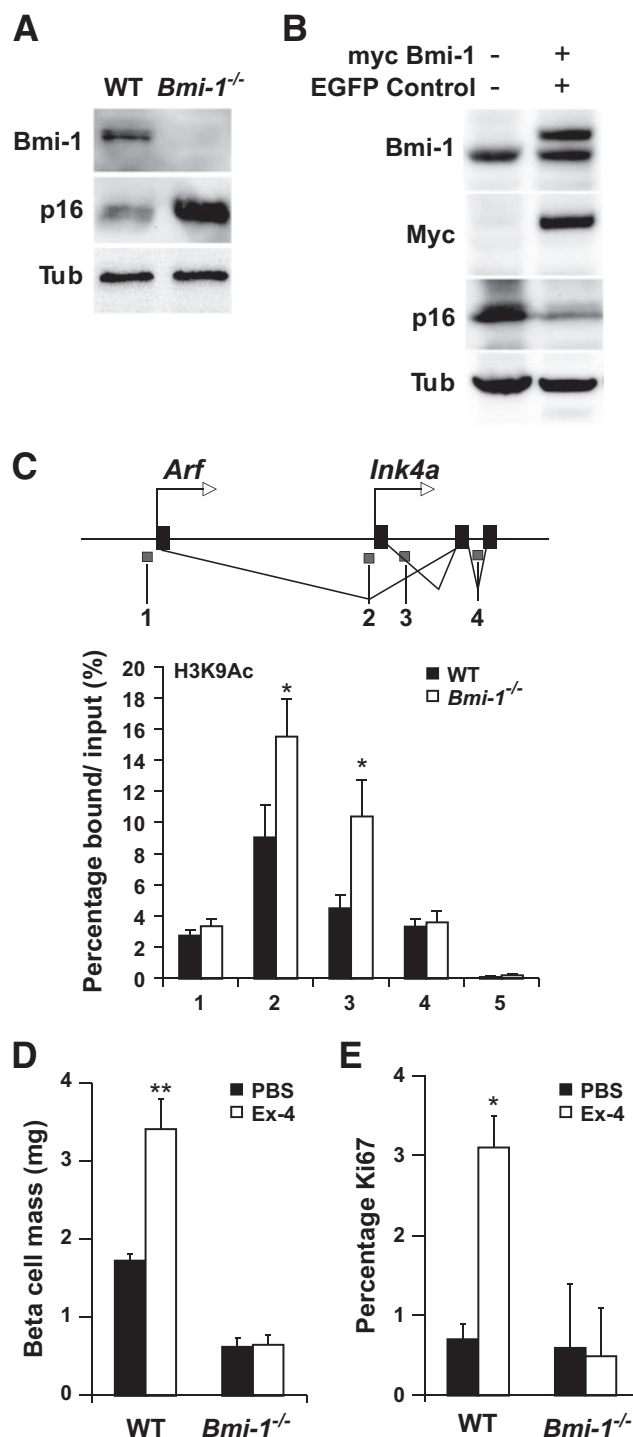 A
WT Bmi-1-/-
Bmi-1
p16
Tub
B
myc Bmi-1 - +
EGFP Control - +
Bmi-1
Myc
p16
Tub
C
Arf Ink4a
1 2 3 4
H3K9Ac
WT
Bmi-1-/-
Percentage bound/ input (%)
20
18
16
14
12
10
8
6
4
2
0
* *
1 2 3 4 5
D
PBS
Ex-4
Beta cell mass (mg)
4
3
2
1
0
**
WT Bmi-1-/-
E
PBS
Ex-4
Percentage Ki67
4
3
2
1
0
*
WT Bmi-1-/-